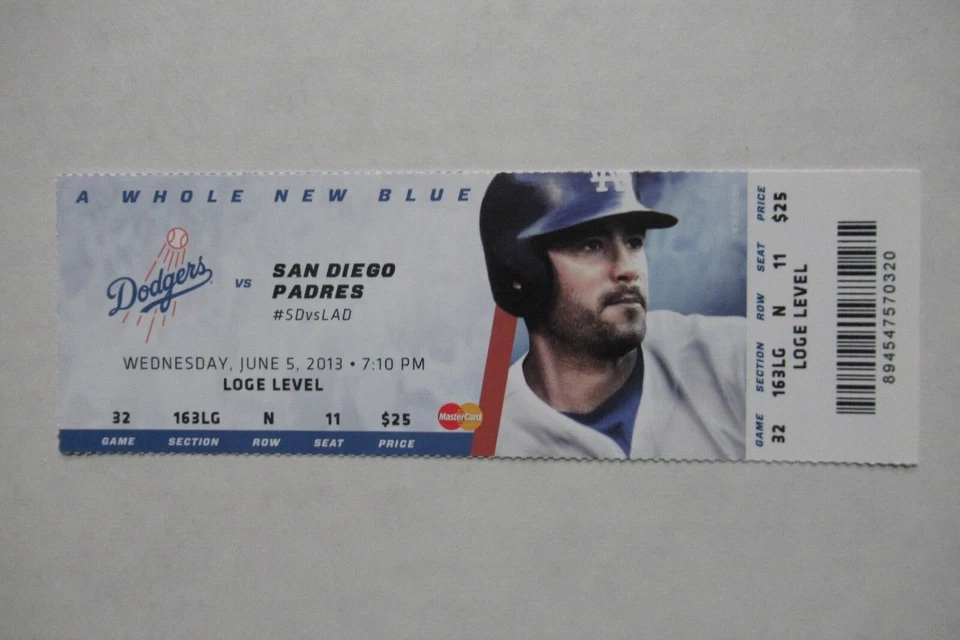 A WHOLE NEW BLUE
Dodgers
VS
SAN DIEGO
PADRES
#SDvsLAD
WEDNESDAY, JUNE 5, 2013 • 7:10 PM
LOGE LEVEL
32 163LG N 11 $25
GAME SECTION ROW SEAT PRICE
MasterCard
LA
GAME SECTION ROW SEAT PRICE
32 163LG N 11 $25
LOGE LEVEL
894547570320